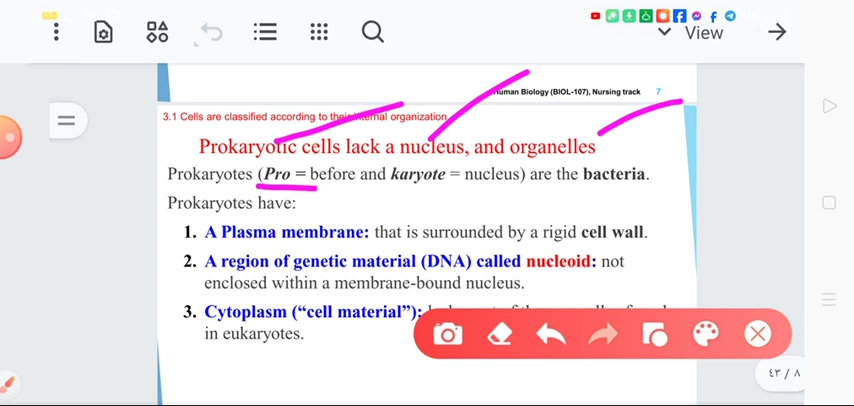 View
Human Biology (BIOL-107), Nursing track 7
3.1 Cells are classified according to their internal organization
Prokaryotic cells lack a nucleus, and organelles
Prokaryotes (Pro = before and karyote = nucleus) are the bacteria.
Prokaryotes have:
1. A Plasma membrane: that is surrounded by a rigid cell wall.
2. A region of genetic material (DNA) called nucleoid: not
enclosed within a membrane-bound nucleus.
3. Cytoplasm (“cell material”):
in eukaryotes.
٤٣ / ٨